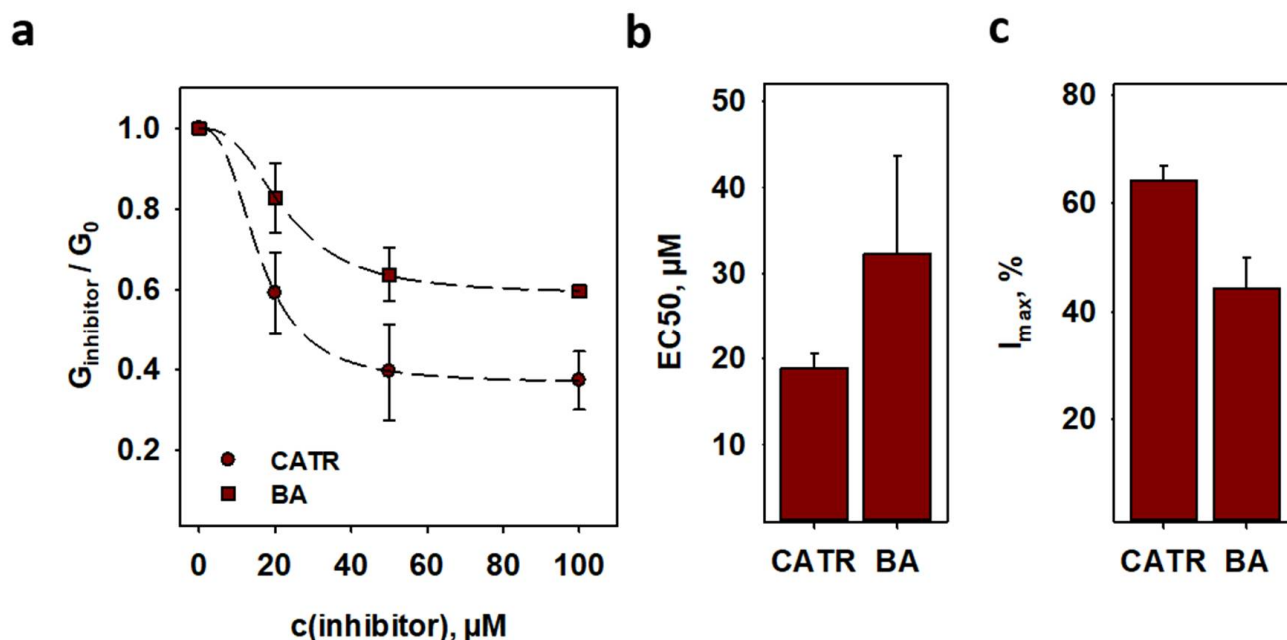 a
b
c
G_inhibitor / G_0
1.0
0.8
0.6
0.4
0.2
CATR
BA
0 20 40 60 80 100
c(inhibitor), µM
EC50, µM
50
40
30
20
10
CATR BA
I_max, %
80
60
40
20
CATR BA